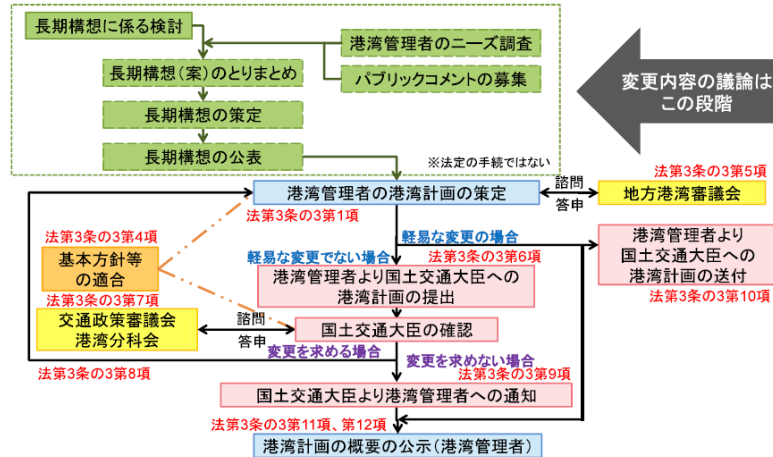 長期構想に係る検討
港湾管理者のニーズ調査
長期構想(案)のとりまとめ
パブリックコメントの募集
長期構想の策定
長期構想の公表
変更内容の議論は
この段階
※法定の手続ではない
法第3条の3第5項
港湾管理者の港湾計画の策定
諮問
答申
地方港湾審議会
法第3条の3第1項
法第3条の3第4項
基本方針等
の適合
軽易な変更の場合
軽易な変更でない場合
法第3条の3第6項
港湾管理者より国土交通大臣への
港湾計画の提出
港湾管理者より
国土交通大臣への
港湾計画の送付
法第3条の3第10項
法第3条の3第7項
交通政策審議会
港湾分科会
諮問
答申
国土交通大臣の確認
変更を求める場合
変更を求めない場合
法第3条の3第8項
法第3条の3第9項
国土交通大臣より港湾管理者への通知
法第3条の3第11項、第12項
港湾計画の概要の公示(港湾管理者)